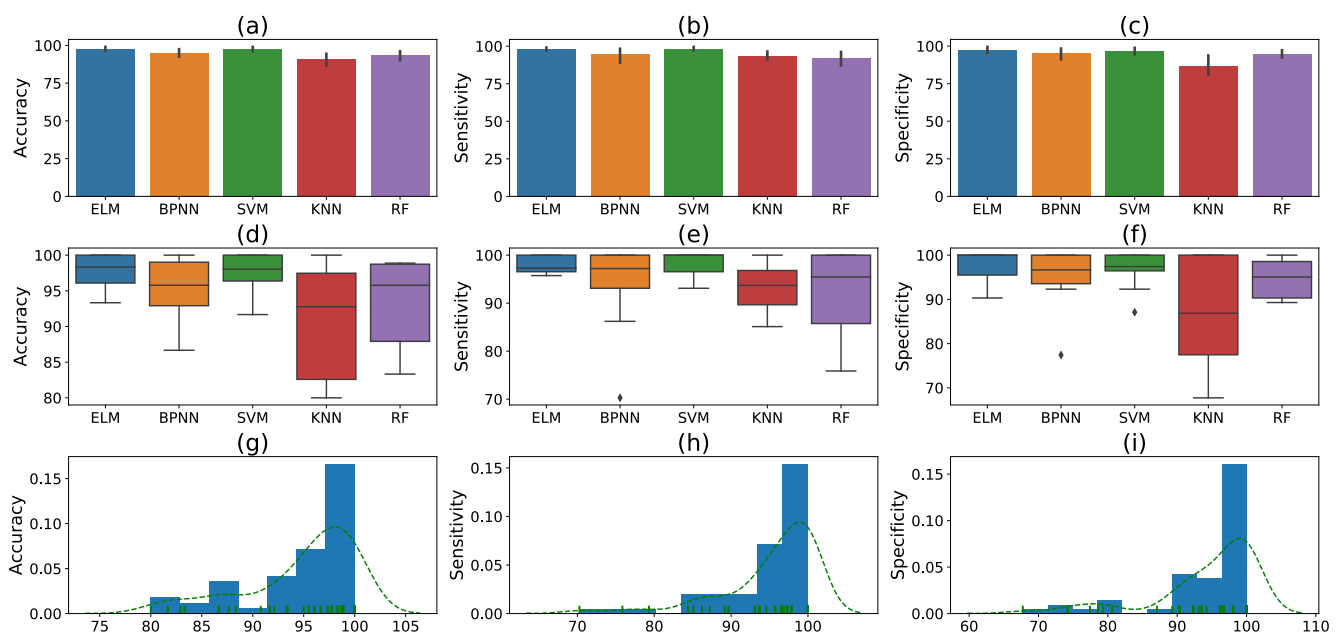 (a) (b) (c)
Accuracy 100 75 50 25 0
Sensitivity 100 75 50 25 0
Specificity 100 75 50 25 0
ELM BPNN SVM KNN RF ELM BPNN SVM KNN RF ELM BPNN SVM KNN RF
(d) (e) (f)
Accuracy 100 95 90 85 80
Sensitivity 100 90 80 70
Specificity 100 90 80 70
ELM BPNN SVM KNN RF ELM BPNN SVM KNN RF ELM BPNN SVM KNN RF
(g) (h) (i)
Accuracy 0.15 0.10 0.05 0.00
Sensitivity 0.15 0.10 0.05 0.00
Specificity 0.15 0.10 0.05 0.00
75 80 85 90 95 100 105 70 80 90 100 60 70 80 90 100 110